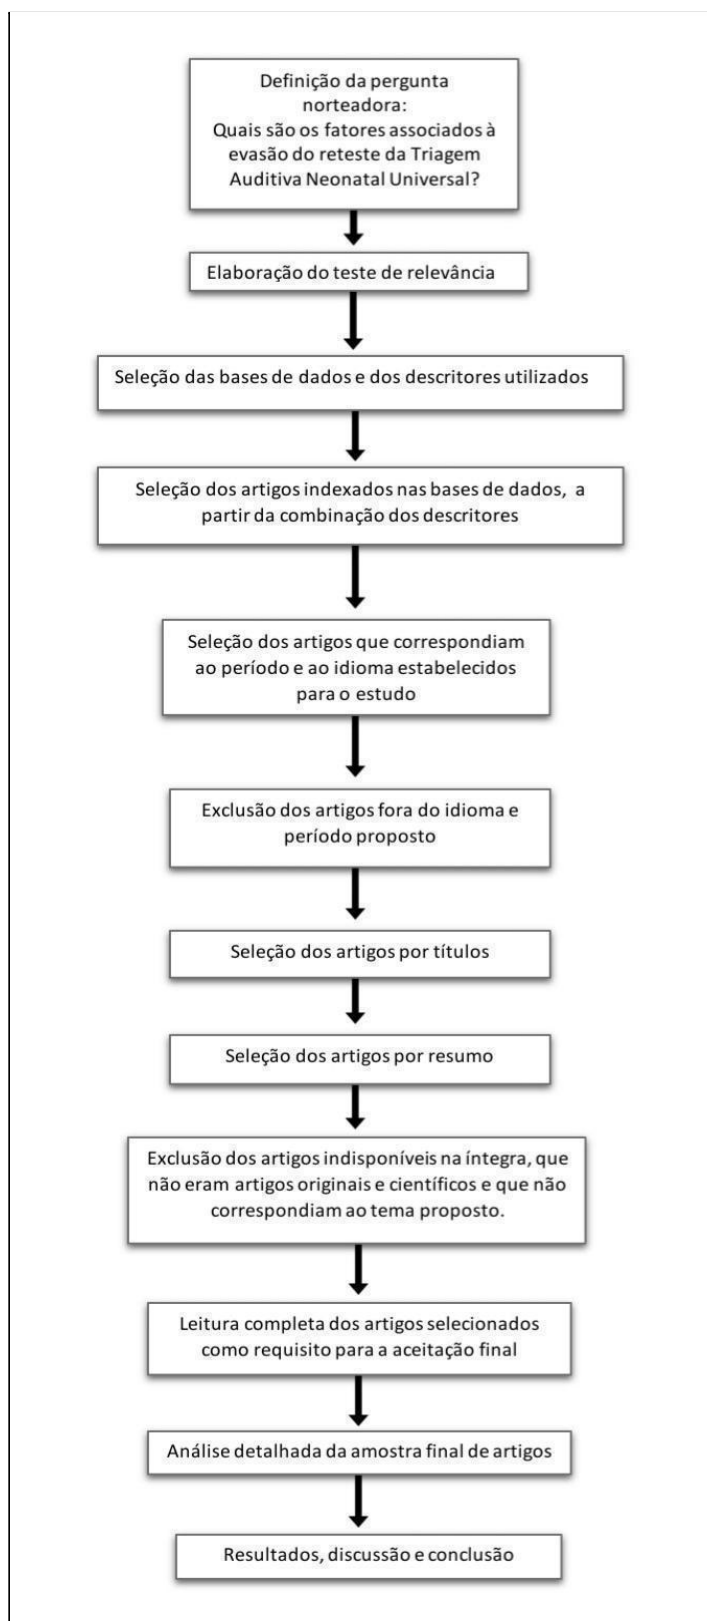 Definição da pergunta
norteadora:
Quais são os fatores associados à
evasão do reteste da Triagem
Auditiva Neonatal Universal?
Elaboração do teste de relevância
Seleção das bases de dados e dos descritores utilizados
Seleção dos artigos indexados nas bases de dados, a
partir da combinação dos descritores
Seleção dos artigos que correspondiam
ao período e ao idioma estabelecidos
para o estudo
Exclusão dos artigos fora do idioma e
período proposto
Seleção dos artigos por títulos
Seleção dos artigos por resumo
Exclusão dos artigos indisponíveis na íntegra, que
não eram artigos originais e científicos e que não
correspondiam ao tema proposto.
Leitura completa dos artigos selecionados
como requisito para a aceitação final
Análise detalhada da amostra final de artigos
Resultados, discussão e conclusão